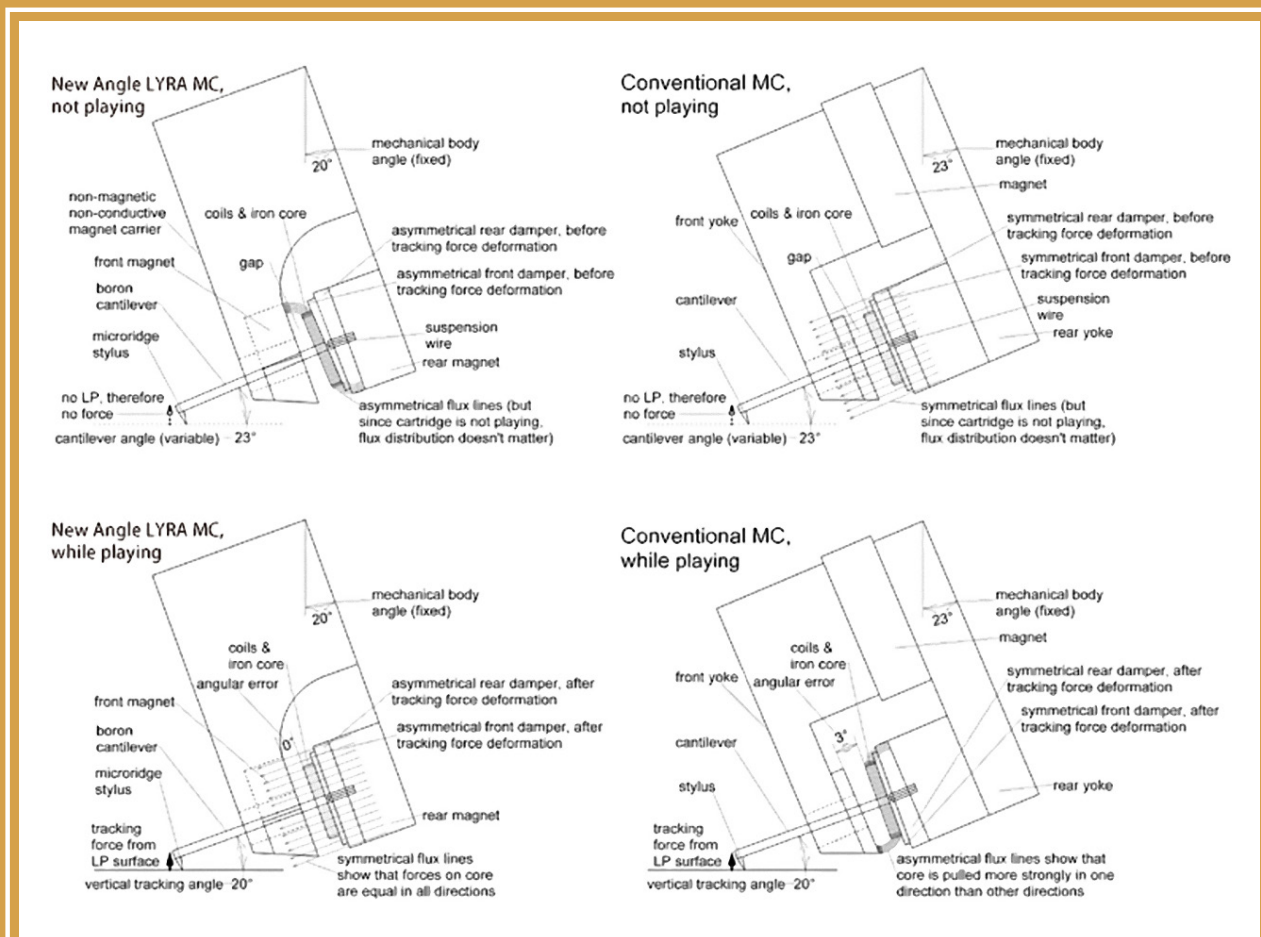 New Angle LYRA MC,
not playing
mechanical body
angle (fixed)
20°
non-magnetic
non-conductive
magnet carrier
coils & iron core
asymmetrical rear damper, before
tracking force deformation
front magnet
gap
asymmetrical front damper, before
tracking force deformation
boron
cantilever
suspension
wire
microridge
stylus
rear magnet
no LP, therefore
no force
asymmetrical flux lines (but
since cartridge is not playing,
flux distribution doesn't matter)
cantilever angle (variable) 23°
Conventional MC,
not playing
mechanical body
angle (fixed)
23°
magnet
front yoke
coils & iron core
symmetrical rear damper, before
tracking force deformation
gap
symmetrical front damper, before
tracking force deformation
cantilever
suspension
wire
rear yoke
stylus
no LP, therefore
no force
symmetrical flux lines (but
since cartridge is not playing,
flux distribution doesn't matter)
cantilever angle (variable) 23°
New Angle LYRA MC,
while playing
mechanical body
angle (fixed)
20°
coils &
iron core
angular error
asymmetrical rear damper, after
tracking force deformation
front magnet
asymmetrical front damper, after
tracking force deformation
0°
boron
cantilever
microridge
stylus
rear magnet
tracking
force from
LP surface
symmetrical flux lines
show that forces on core
are equal in all directions
vertical tracking angle 20°
Conventional MC,
while playing
mechanical body
angle (fixed)
23°
magnet
coils &
iron core
angular error
front yoke
symmetrical rear damper, after
tracking force deformation
symmetrical front damper, after
tracking force deformation
3°
cantilever
stylus
rear yoke
tracking
force from
LP surface
asymmetrical flux lines show that
core is pulled more strongly in one
direction than other directions
vertical tracking angle 20°